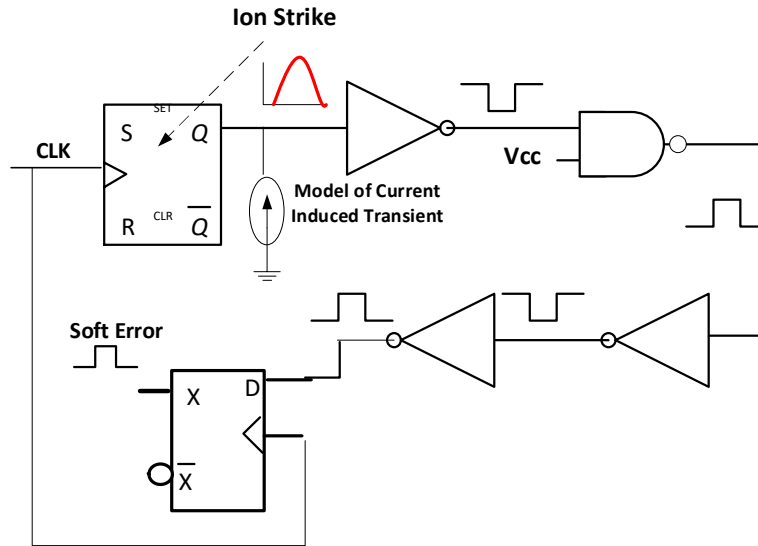 Ion Strike
SET
S Q
CLK
Vcc
Model of Current
Induced Transient
R CLR Q̅
Soft Error
X D
X̅